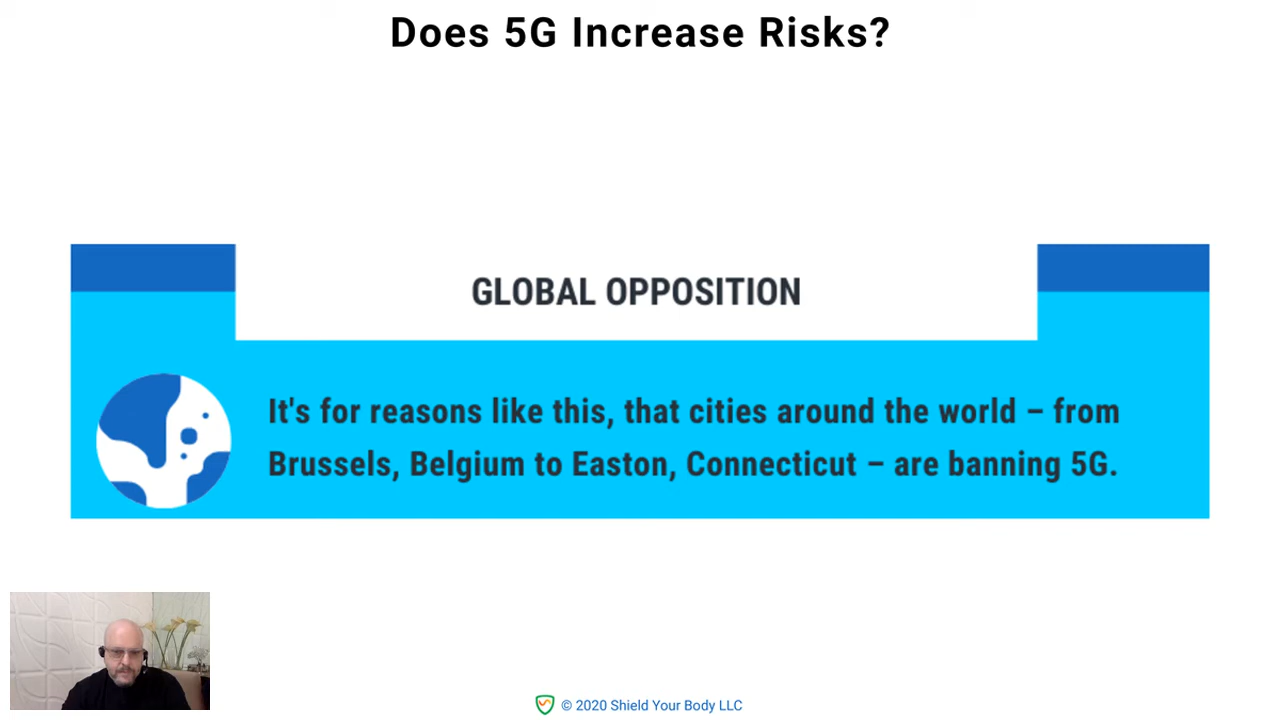 Does 5G Increase Risks?
GLOBAL OPPOSITION
It's for reasons like this, that cities around the world – from
Brussels, Belgium to Easton, Connecticut – are banning 5G.
© 2020 Shield Your Body LLC